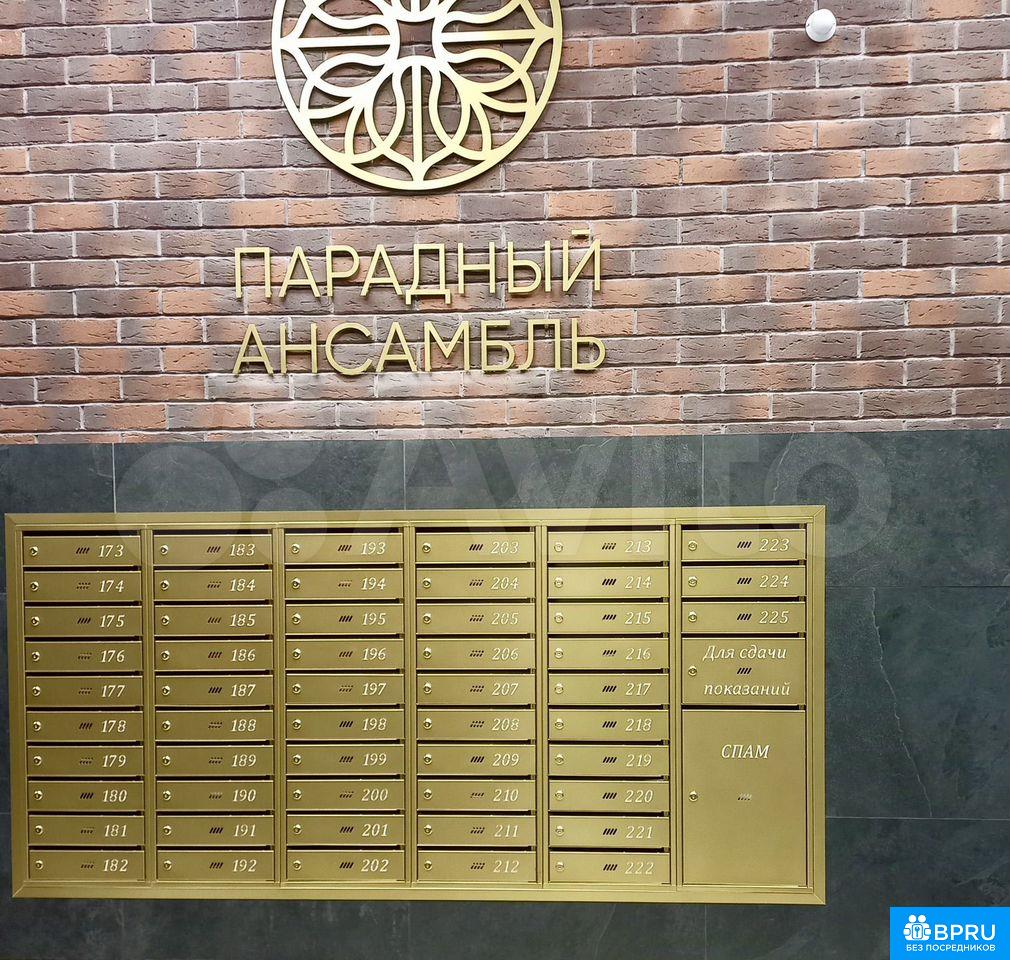 ПАРАДНЫЙ
АНСАМБЛЬ
Avito
173 183 193 203 213 223
174 184 194 204 214 224
175 185 195 205 215 225
176 186 196 206 216 Для сдачи
177 187 197 207 217 показаний
178 188 198 208 218
179 189 199 209 219 СПАМ
180 190 200 210 220
181 191 201 211 221
182 192 202 212 222
BPRU
БЕЗ ПОСРЕДНИКОВ